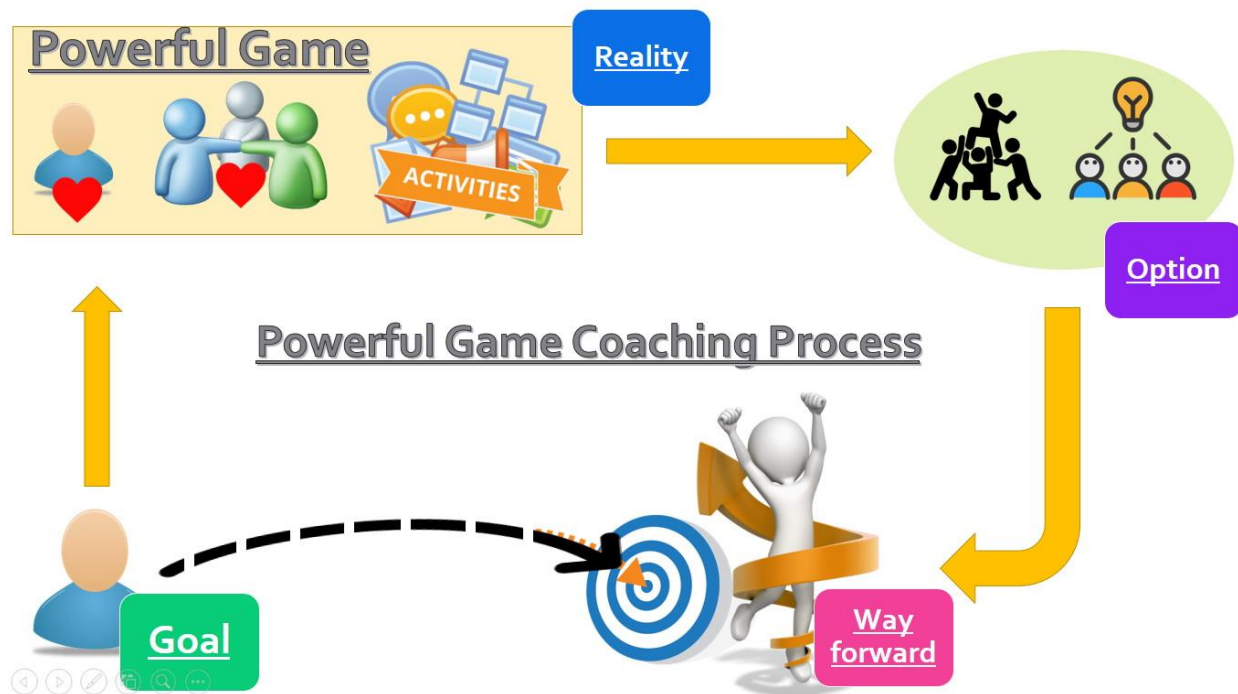 Powerful Game
Reality
ACTIVITIES
Option
Powerful Game Coaching Process
Goal
Way
forward